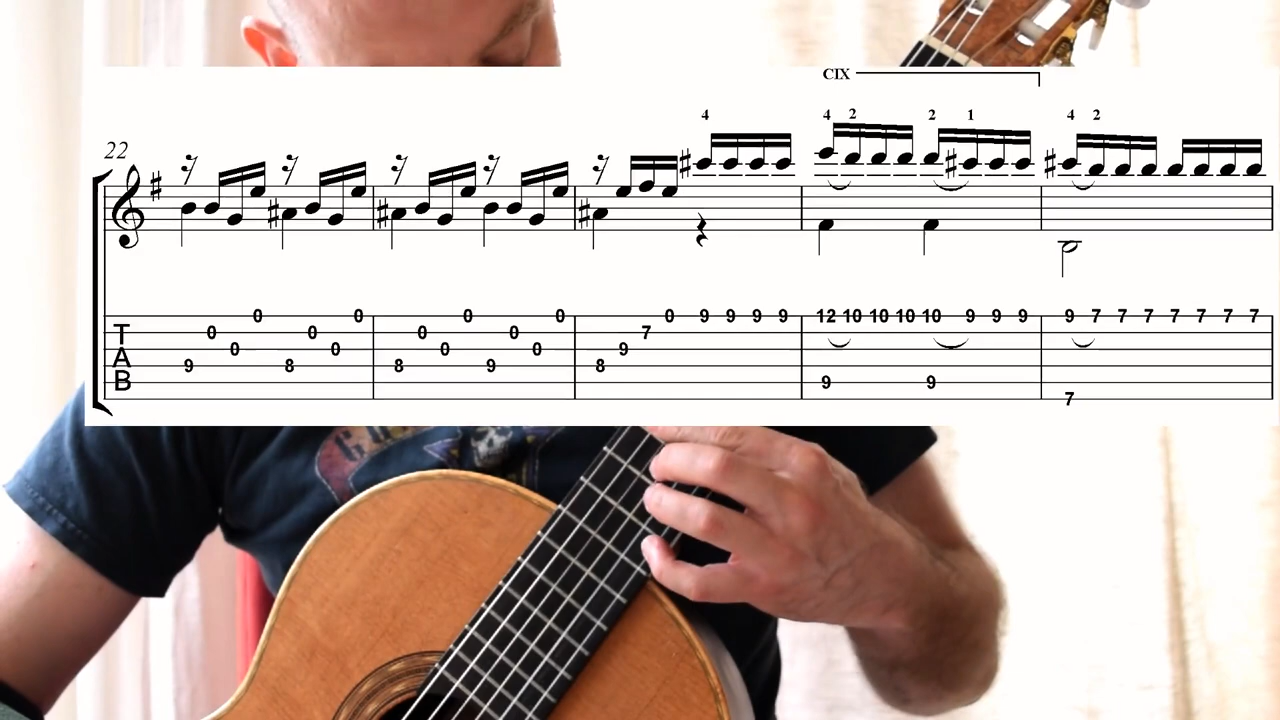 CIX
4 4 2 2 1 4 2
22
0 0 0 0 0 9 9 9 9 12 10 10 10 10 9 9 9 9 7 7 7 7 7 7 7
T 0 0 0 0 7
0 0 0 0 9
A 9 8 8 9 8
B 9 9
7